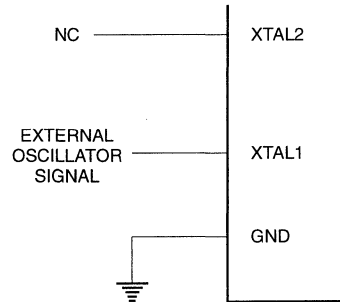 NC
XTAL2
EXTERNAL
OSCILLATOR
SIGNAL
XTAL1
GND